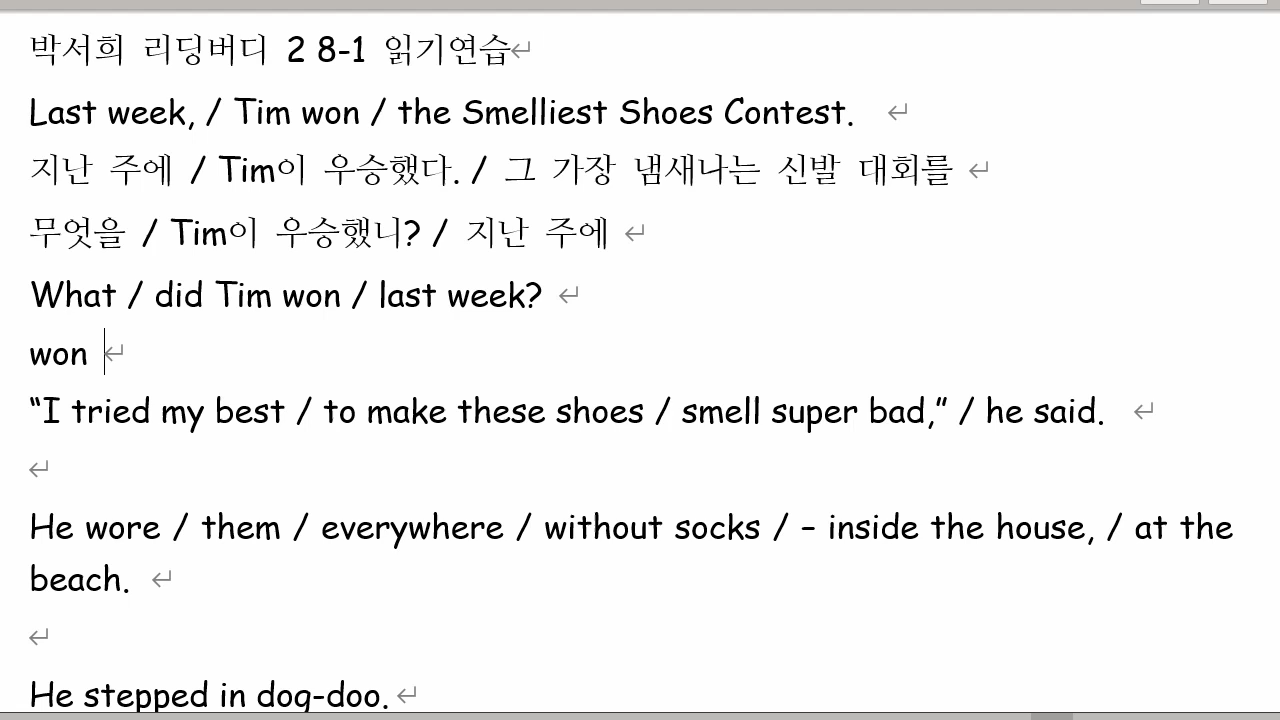 박서희 리딩버디 2 8-1 읽기연습
Last week, / Tim won / the Smelliest Shoes Contest.
지난 주에 / Tim이 우승했다. / 그 가장 냄새나는 신발 대회를
무엇을 / Tim이 우승했니? / 지난 주에
What / did Tim won / last week?
won
“I tried my best / to make these shoes / smell super bad,” / he said.
He wore / them / everywhere / without socks / – inside the house, / at the
beach.
He stepped in dog-doo.